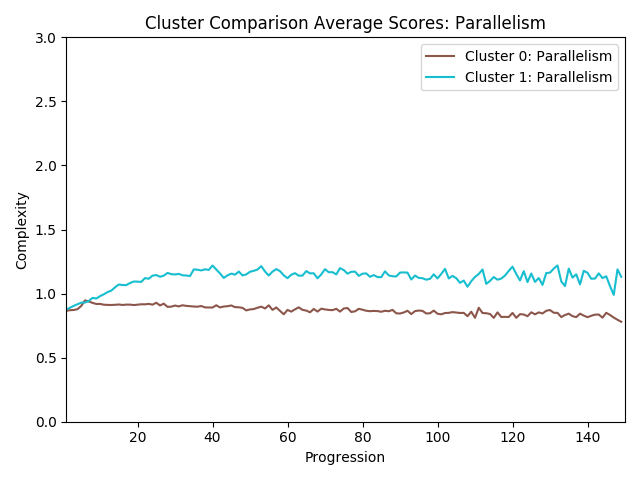 Cluster Comparison Average Scores: Parallelism
Cluster 0: Parallelism
Cluster 1: Parallelism
3.0
2.5
2.0
1.5
1.0
0.5
0.0
Complexity
20
40
60
80
100
120
140
Progression